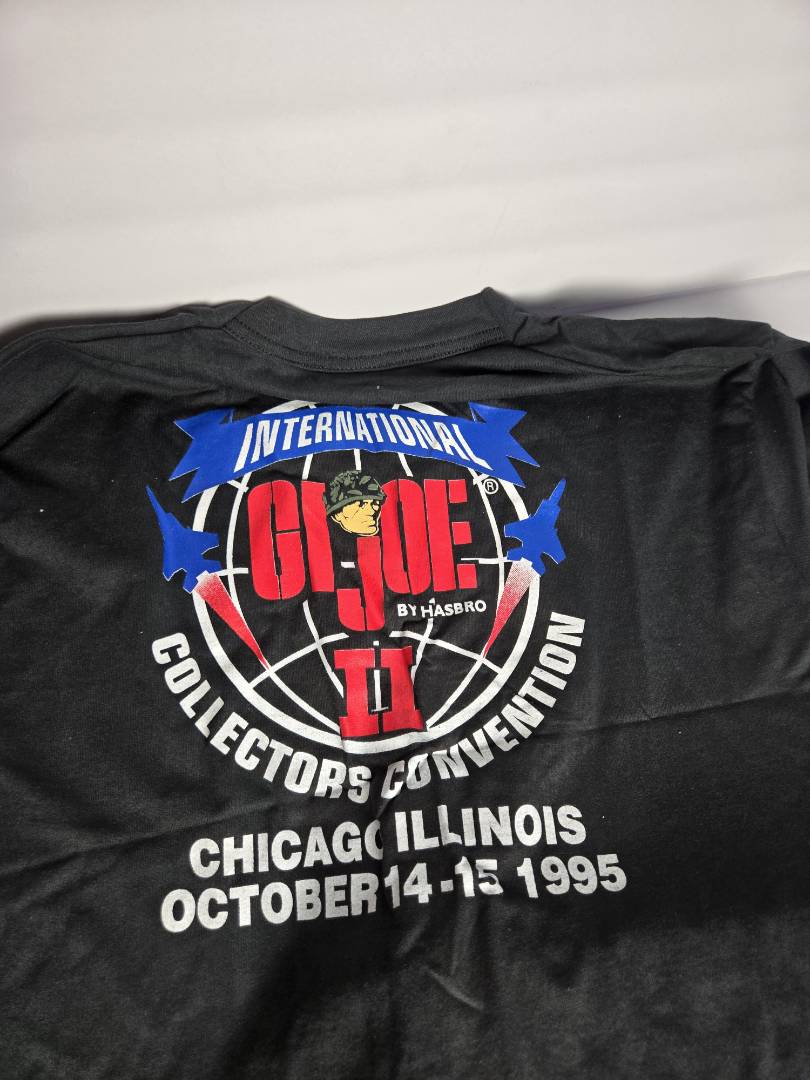 INTERNATIONAL
GI JOE®
BY HASBRO
II
COLLECTORS CONVENTION
CHICAGO ILLINOIS
OCTOBER 14-15 1995